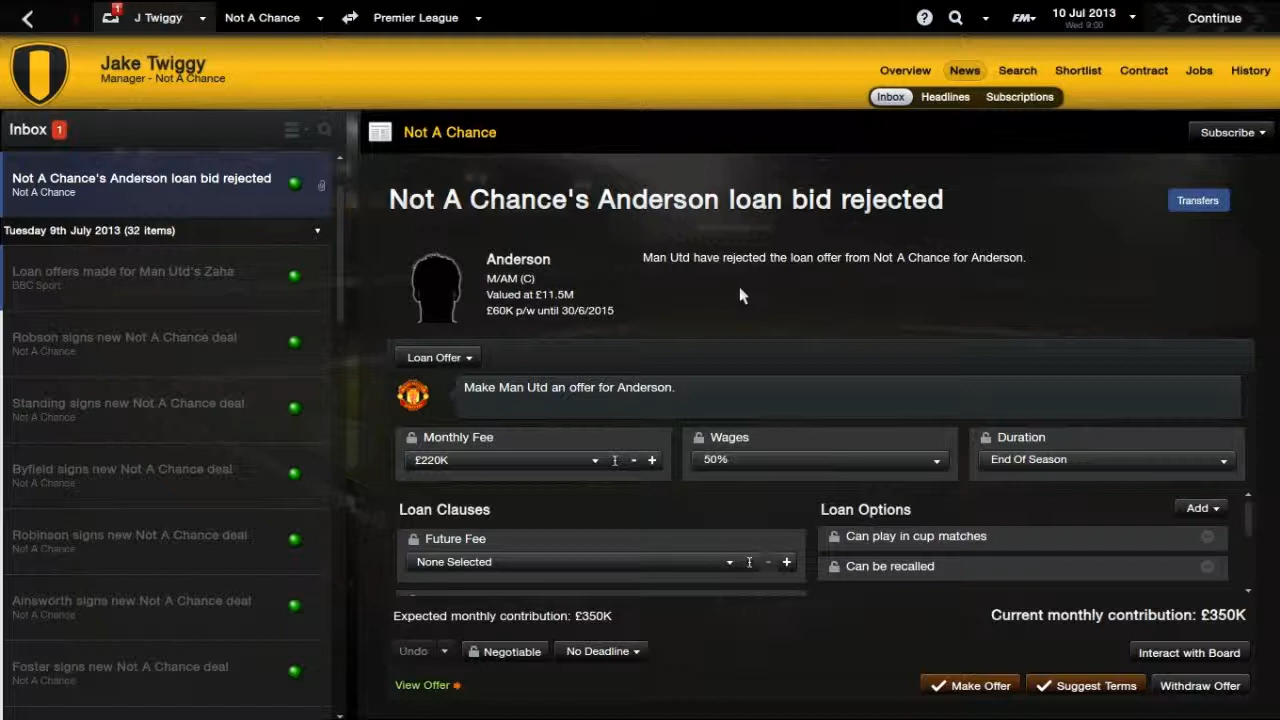 1
J Twiggy
Not A Chance
Premier League
FM
10 Jul 2013
Wed 9:00
Continue
Jake Twiggy
Manager - Not A Chance
Overview
News
Search
Shortlist
Contract
Jobs
History
Inbox
Headlines
Subscriptions
Inbox 1
Not A Chance
Subscribe
Not A Chance's Anderson loan bid rejected
Not A Chance
Tuesday 9th July 2013 (32 items)
Loan offers made for Man Utd's Zaha
BBC Sport
Robson signs new Not A Chance deal
Not A Chance
Standing signs new Not A Chance deal
Not A Chance
Byfield signs new Not A Chance deal
Not A Chance
Robinson signs new Not A Chance deal
Not A Chance
Ainsworth signs new Not A Chance deal
Not A Chance
Foster signs new Not A Chance deal
Not A Chance
Not A Chance's Anderson loan bid rejected
Transfers
Anderson
M/AM (C)
Valued at £11.5M
£60K p/w until 30/6/2015
Man Utd have rejected the loan offer from Not A Chance for Anderson.
Loan Offer
Make Man Utd an offer for Anderson.
Monthly Fee
£220K
Wages
50%
Duration
End Of Season
Loan Clauses
Future Fee
None Selected
Loan Options
Add
Can play in cup matches
Can be recalled
Expected monthly contribution: £350K
Current monthly contribution: £350K
Undo
Negotiable
No Deadline
Interact with Board
View Offer
Make Offer
Suggest Terms
Withdraw Offer